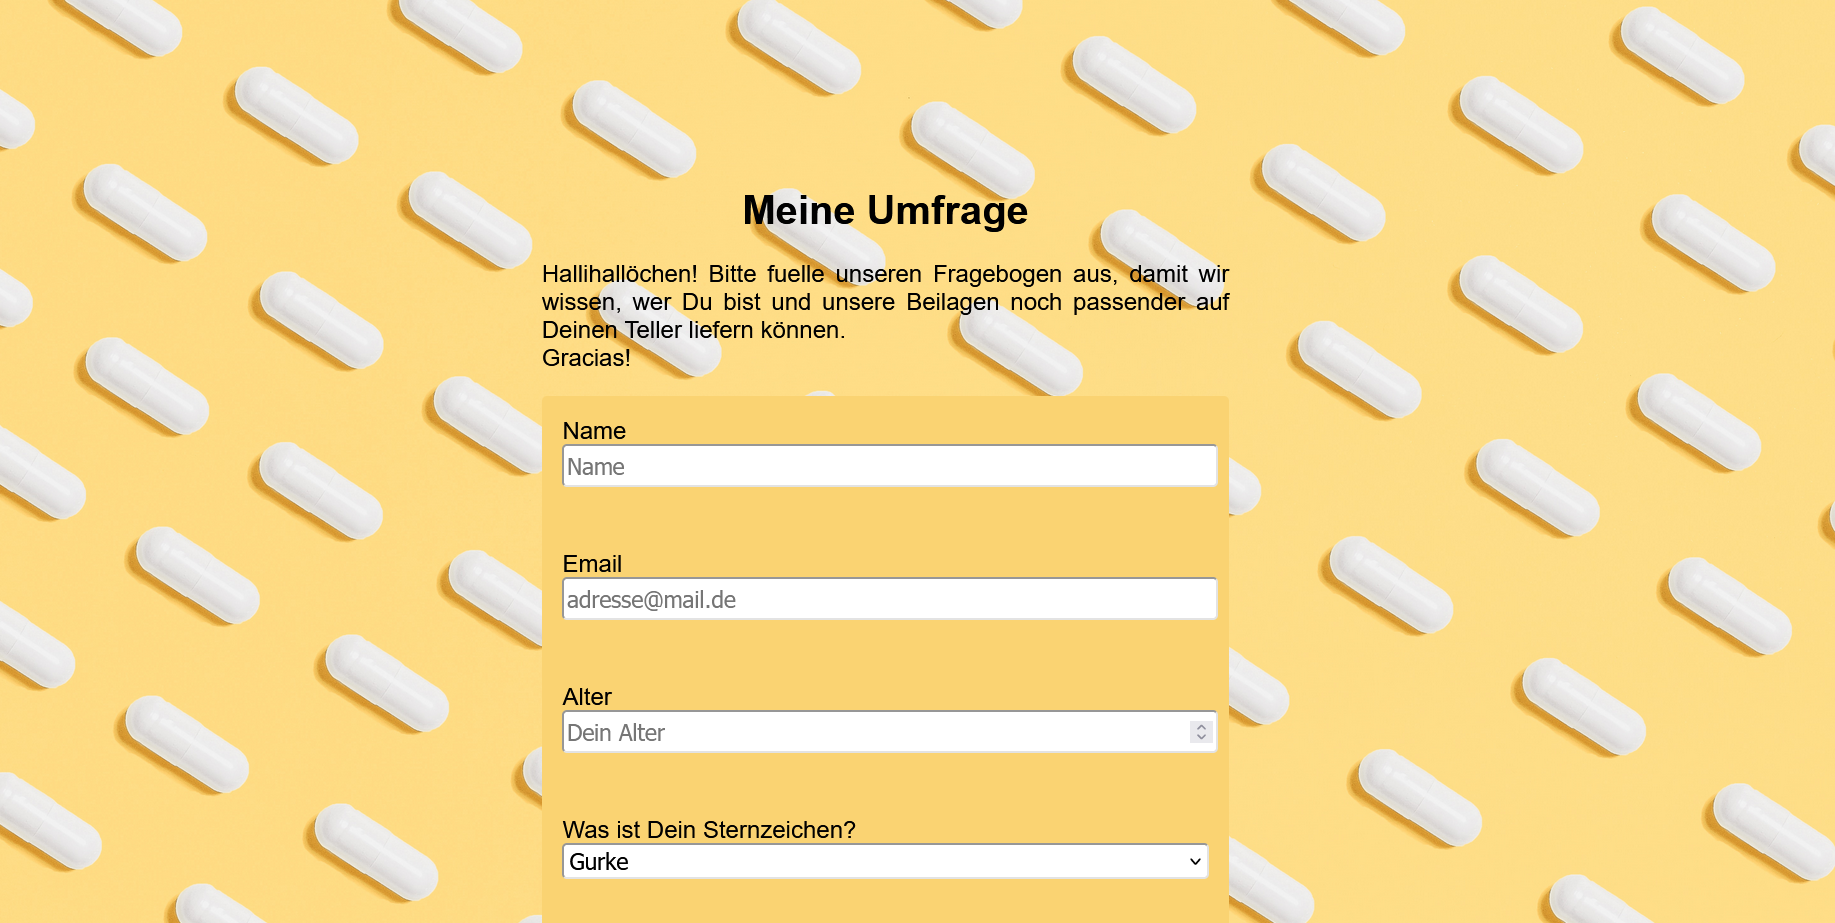 Meine Umfrage
Hallihallöchen! Bitte fuelle unseren Fragebogen aus, damit wir
wissen, wer Du bist und unsere Beilagen noch passender auf
Deinen Teller liefern können.
Gracias!
Name
Name
Email
adresse@mail.de
Alter
Dein Alter
Was ist Dein Sternzeichen?
Gurke